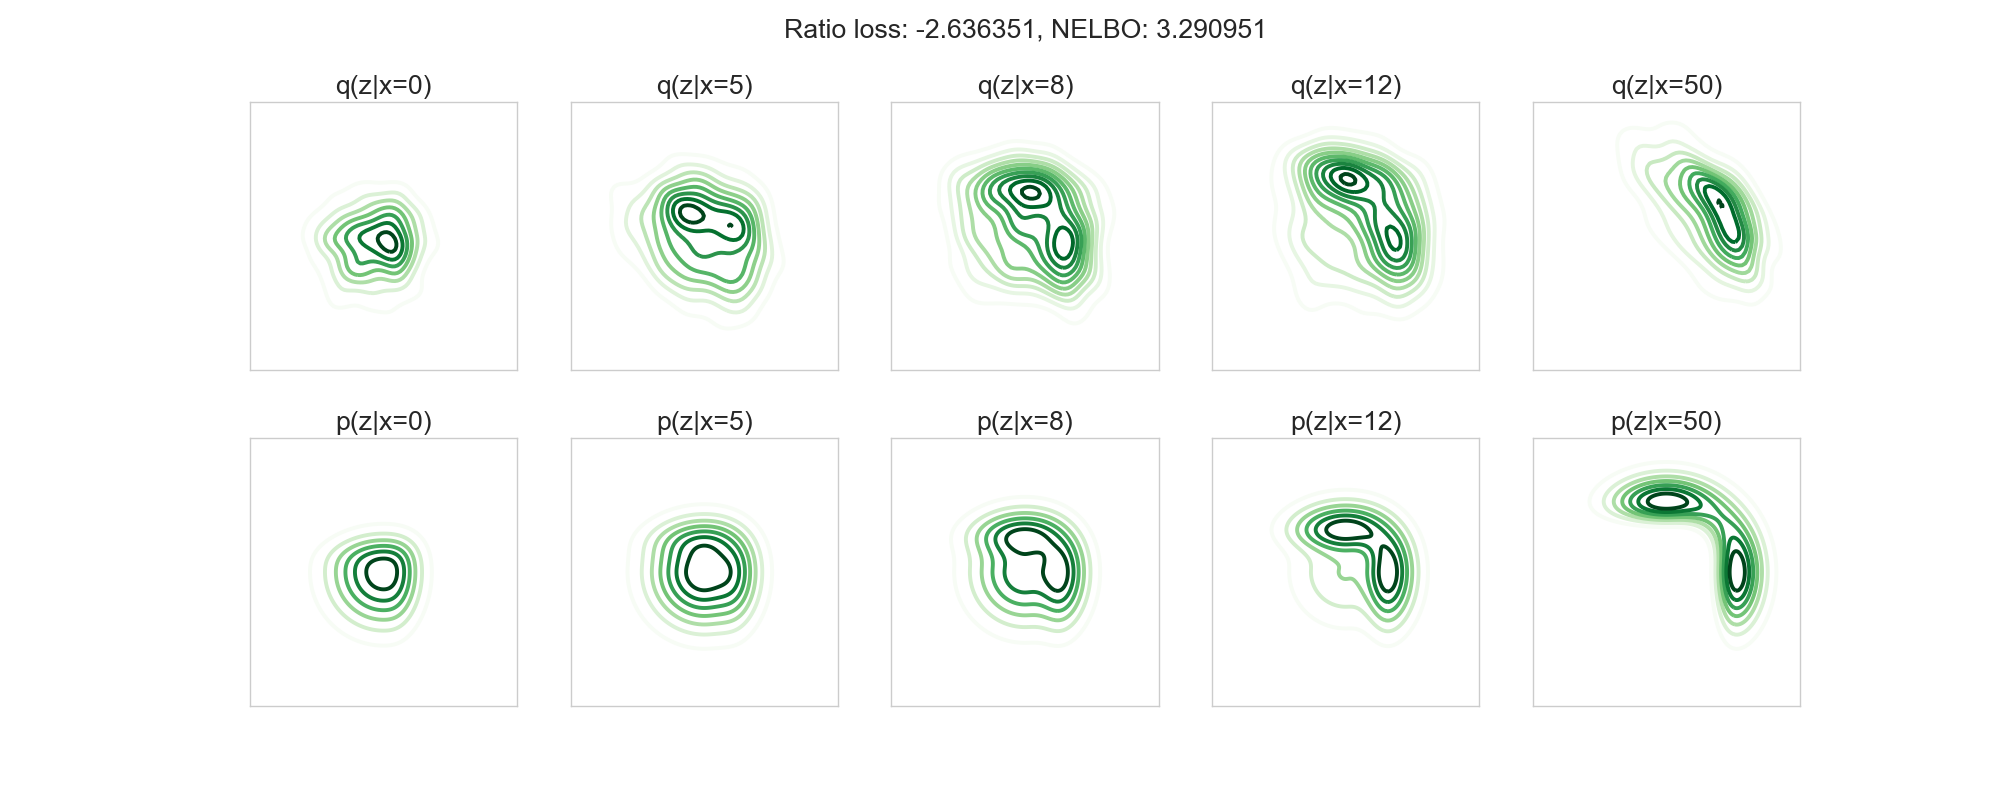 Ratio loss: -2.636351, NELBO: 3.290951
q(z|x=0) q(z|x=5) q(z|x=8) q(z|x=12) q(z|x=50)
p(z|x=0) p(z|x=5) p(z|x=8) p(z|x=12) p(z|x=50)